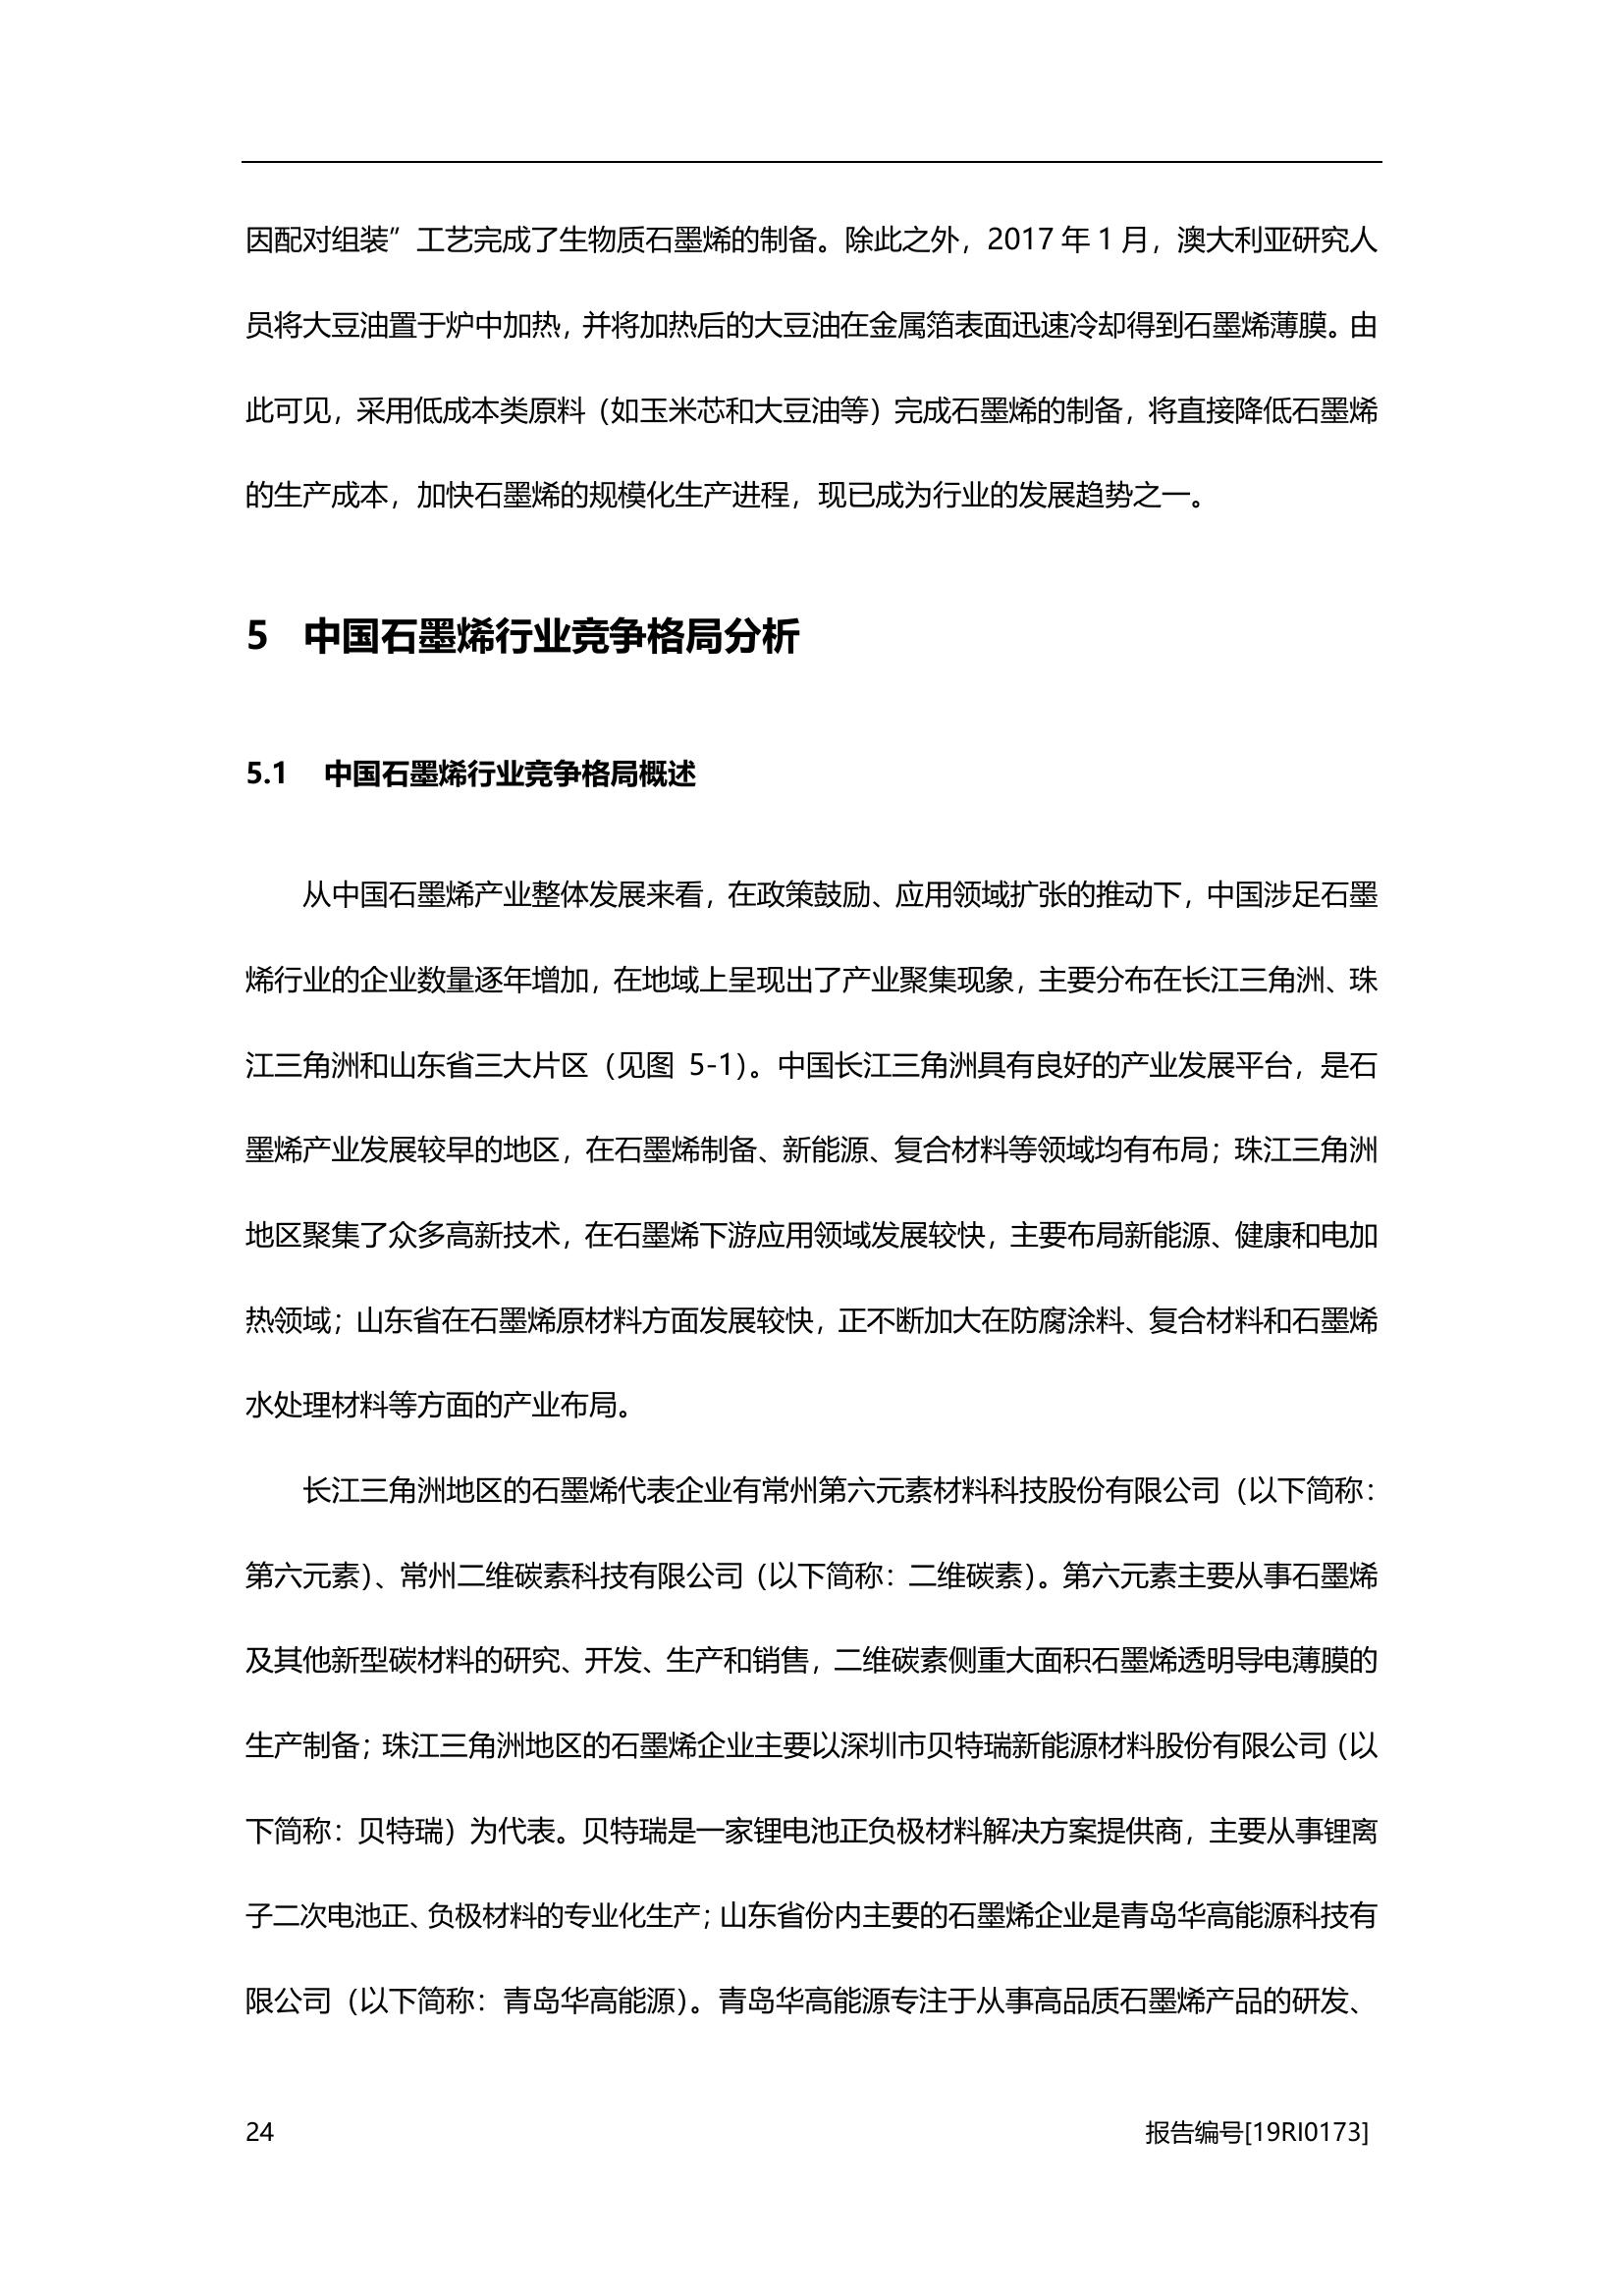 因配对组装”工艺完成了生物质石墨烯的制备。除此之外，2017 年 1 月，澳大利亚研究人
员将大豆油置于炉中加热，并将加热后的大豆油在金属箔表面迅速冷却得到石墨烯薄膜。由
此可见，采用低成本类原料（如玉米芯和大豆油等）完成石墨烯的制备，将直接降低石墨烯
的生产成本，加快石墨烯的规模化生产进程，现已成为行业的发展趋势之一。
5 中国石墨烯行业竞争格局分析
5.1 中国石墨烯行业竞争格局概述
从中国石墨烯产业整体发展来看，在政策鼓励、应用领域扩张的推动下，中国涉足石墨
烯行业的企业数量逐年增加，在地域上呈现出了产业聚集现象，主要分布在长江三角洲、珠
江三角洲和山东省三大片区（见图 5-1）。中国长江三角洲具有良好的产业发展平台，是石
墨烯产业发展较早的地区，在石墨烯制备、新能源、复合材料等领域均有布局；珠江三角洲
地区聚集了众多高新技术，在石墨烯下游应用领域发展较快，主要布局新能源、健康和电加
热领域；山东省在石墨烯原材料方面发展较快，正不断加大在防腐涂料、复合材料和石墨烯
水处理材料等方面的产业布局。
长江三角洲地区的石墨烯代表企业有常州第六元素材料科技股份有限公司（以下简称：
第六元素）、常州二维碳素科技有限公司（以下简称：二维碳素）。第六元素主要从事石墨烯
及其他新型碳材料的研究、开发、生产和销售，二维碳素侧重大面积石墨烯透明导电薄膜的
生产制备；珠江三角洲地区的石墨烯企业主要以深圳市贝特瑞新能源材料股份有限公司（以
下简称：贝特瑞）为代表。贝特瑞是一家锂电池正负极材料解决方案提供商，主要从事锂离
子二次电池正、负极材料的专业化生产；山东省份内主要的石墨烯企业是青岛华高能源科技有
限公司（以下简称：青岛华高能源）。青岛华高能源专注于从事高品质石墨烯产品的研发、
24 报告编号[19RI0173]